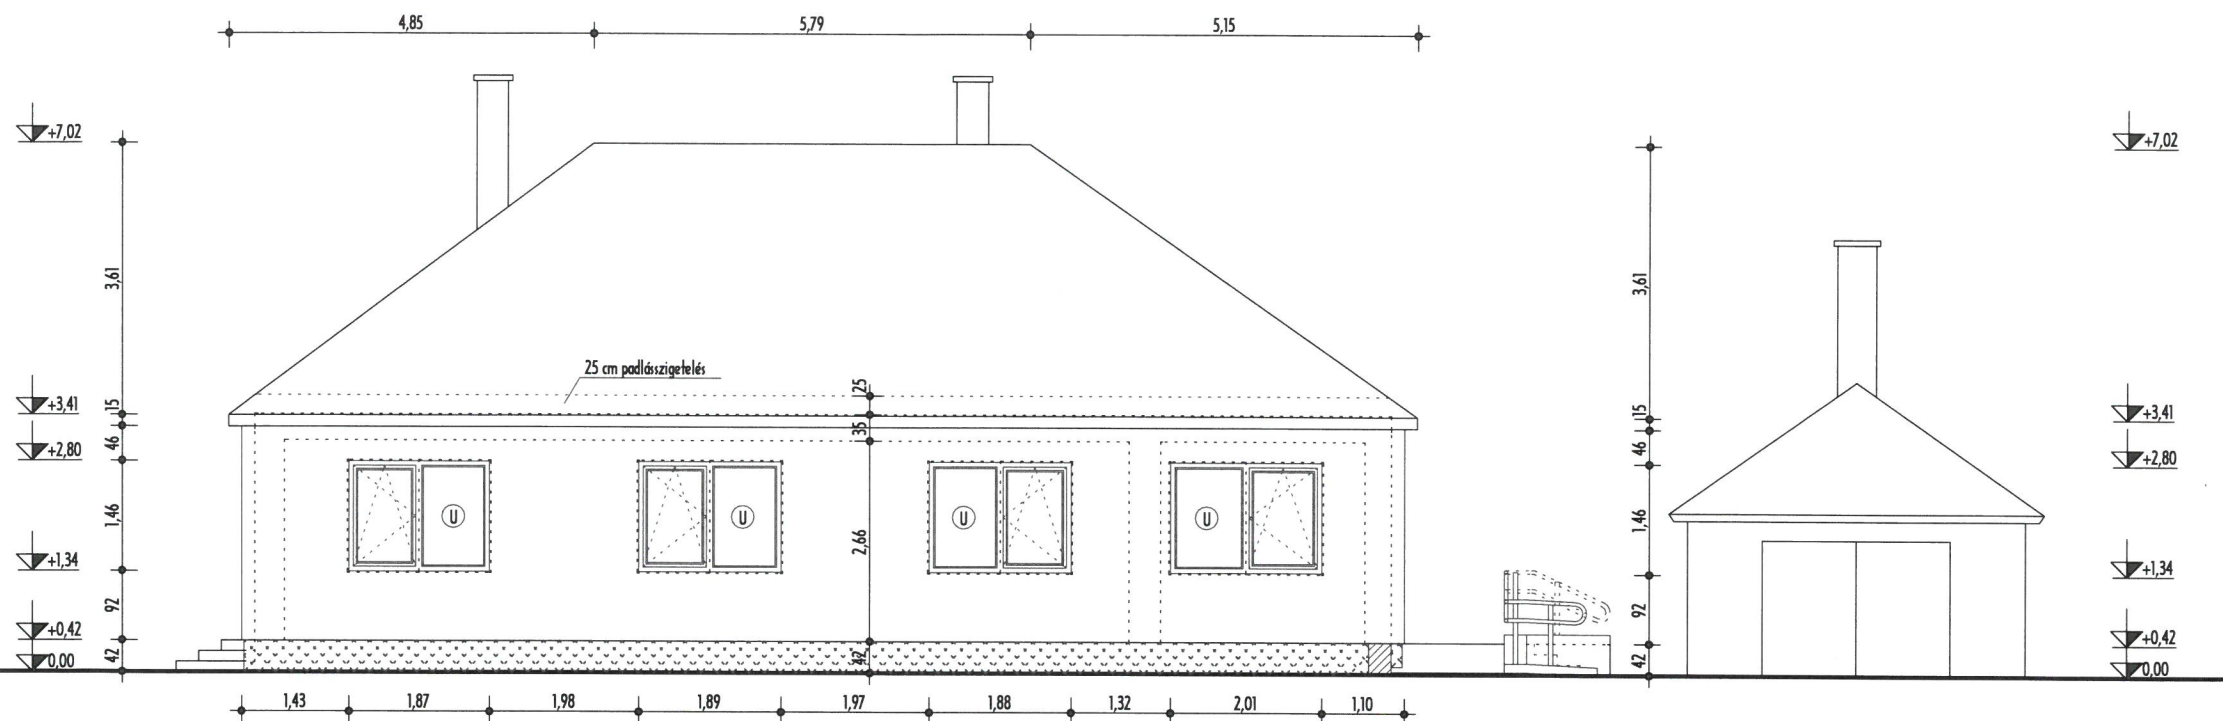 4,85 5,79 5,15
+7,02 +7,02
3,61 3,61
25 cm padlásszigetelés
+3,41 15 25 15 +3,41
+2,80 46 35 46 +2,80
U U U U
1,46 2,66 1,46
+1,34 +1,34
92 92
+0,42 +0,42
0,00 42 42 42 0,00
1,43 1,87 1,98 1,89 1,97 1,88 1,32 2,01 1,10